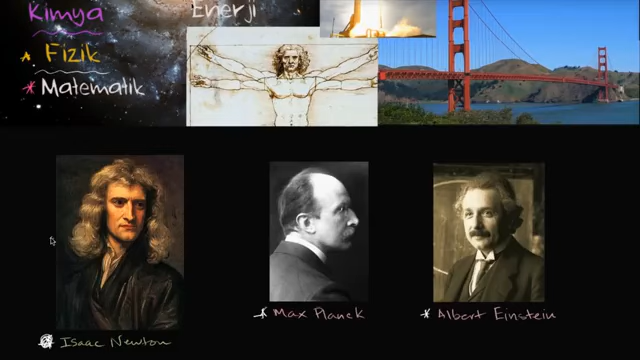 Kimya
Enerji
Fizik
* Matematik
* Max Planck
* Albert Einstein
Isaac Newton